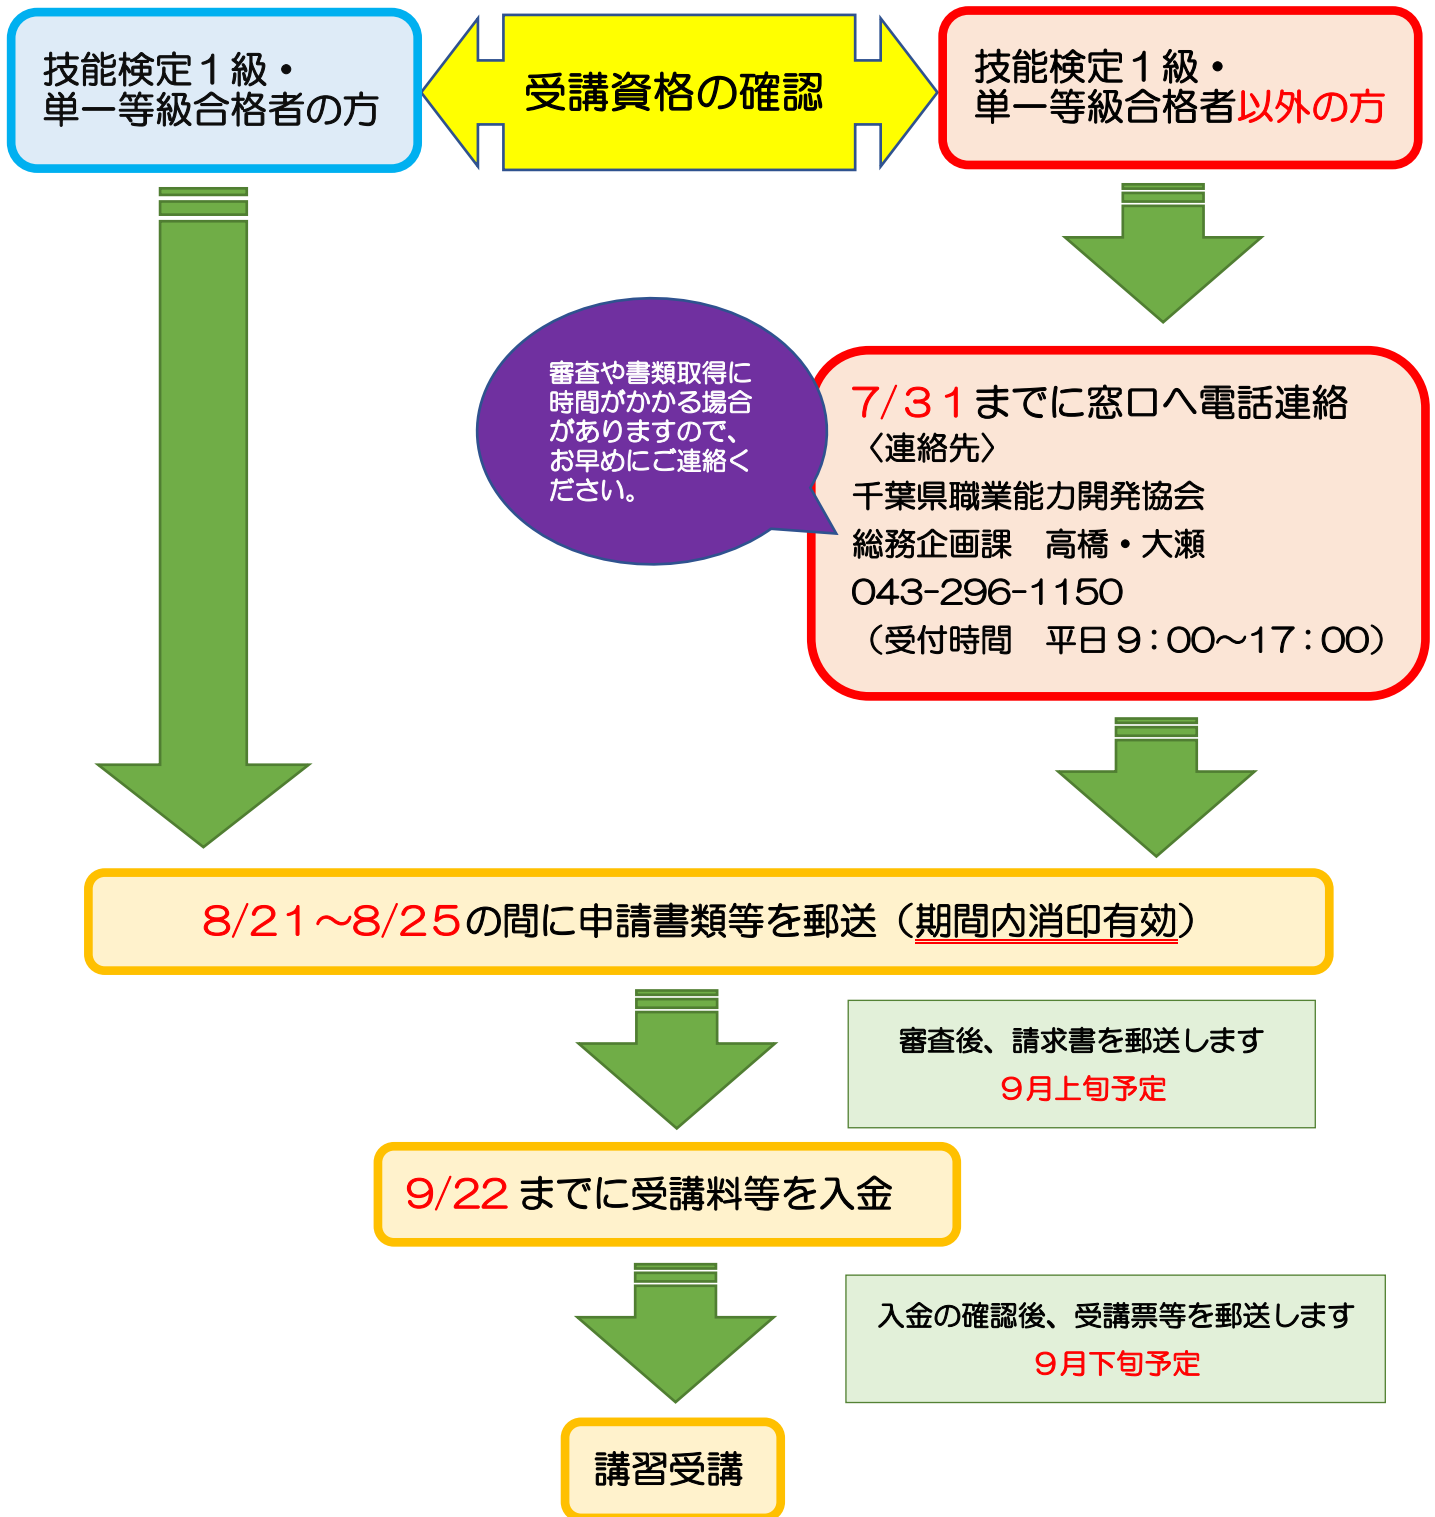 技能検定１級・
単一等級合格者の方
受講資格の確認
技能検定１級・
単一等級合格者以外の方
審査や書類取得に
時間がかかる場合
がありますので、
お早めにご連絡く
ださい。
７/３１までに窓口へ電話連絡
〈連絡先〉
千葉県職業能力開発協会
総務企画課　高橋・大瀬
043-296-1150
（受付時間　平日９：00～17：00）
8/21～8/25の間に申請書類等を郵送（期間内消印有効）
審査後、請求書を郵送します
９月上旬予定
9/22 までに受講料等を入金
入金の確認後、受講票等を郵送します
９月下旬予定
講習受講